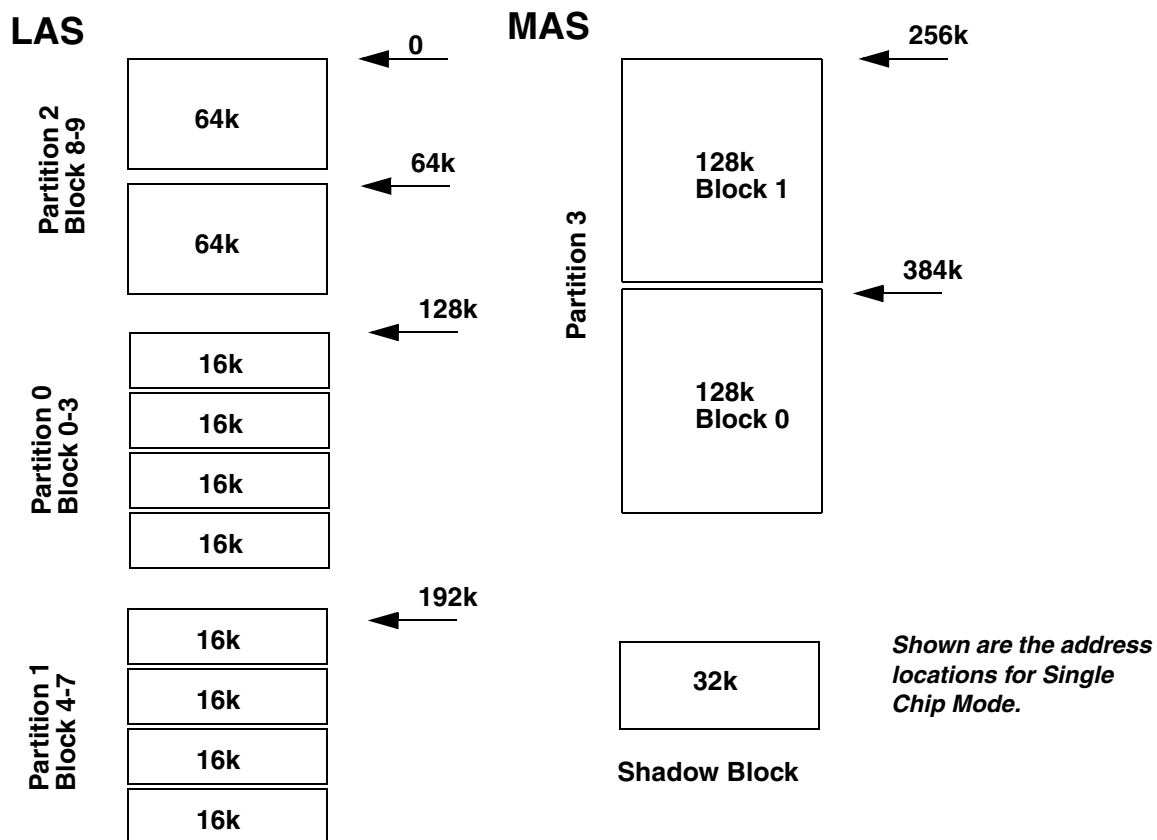 LAS
0
Partition 2
Block 8-9
64k
64k
64k
128k
Partition 0
Block 0-3
16k
16k
16k
16k
192k
Partition 1
Block 4-7
16k
16k
16k
16k
MAS
256k
Partition 3
128k
Block 1
384k
128k
Block 0
32k
Shadow Block
Shown are the address
locations for Single
Chip Mode.